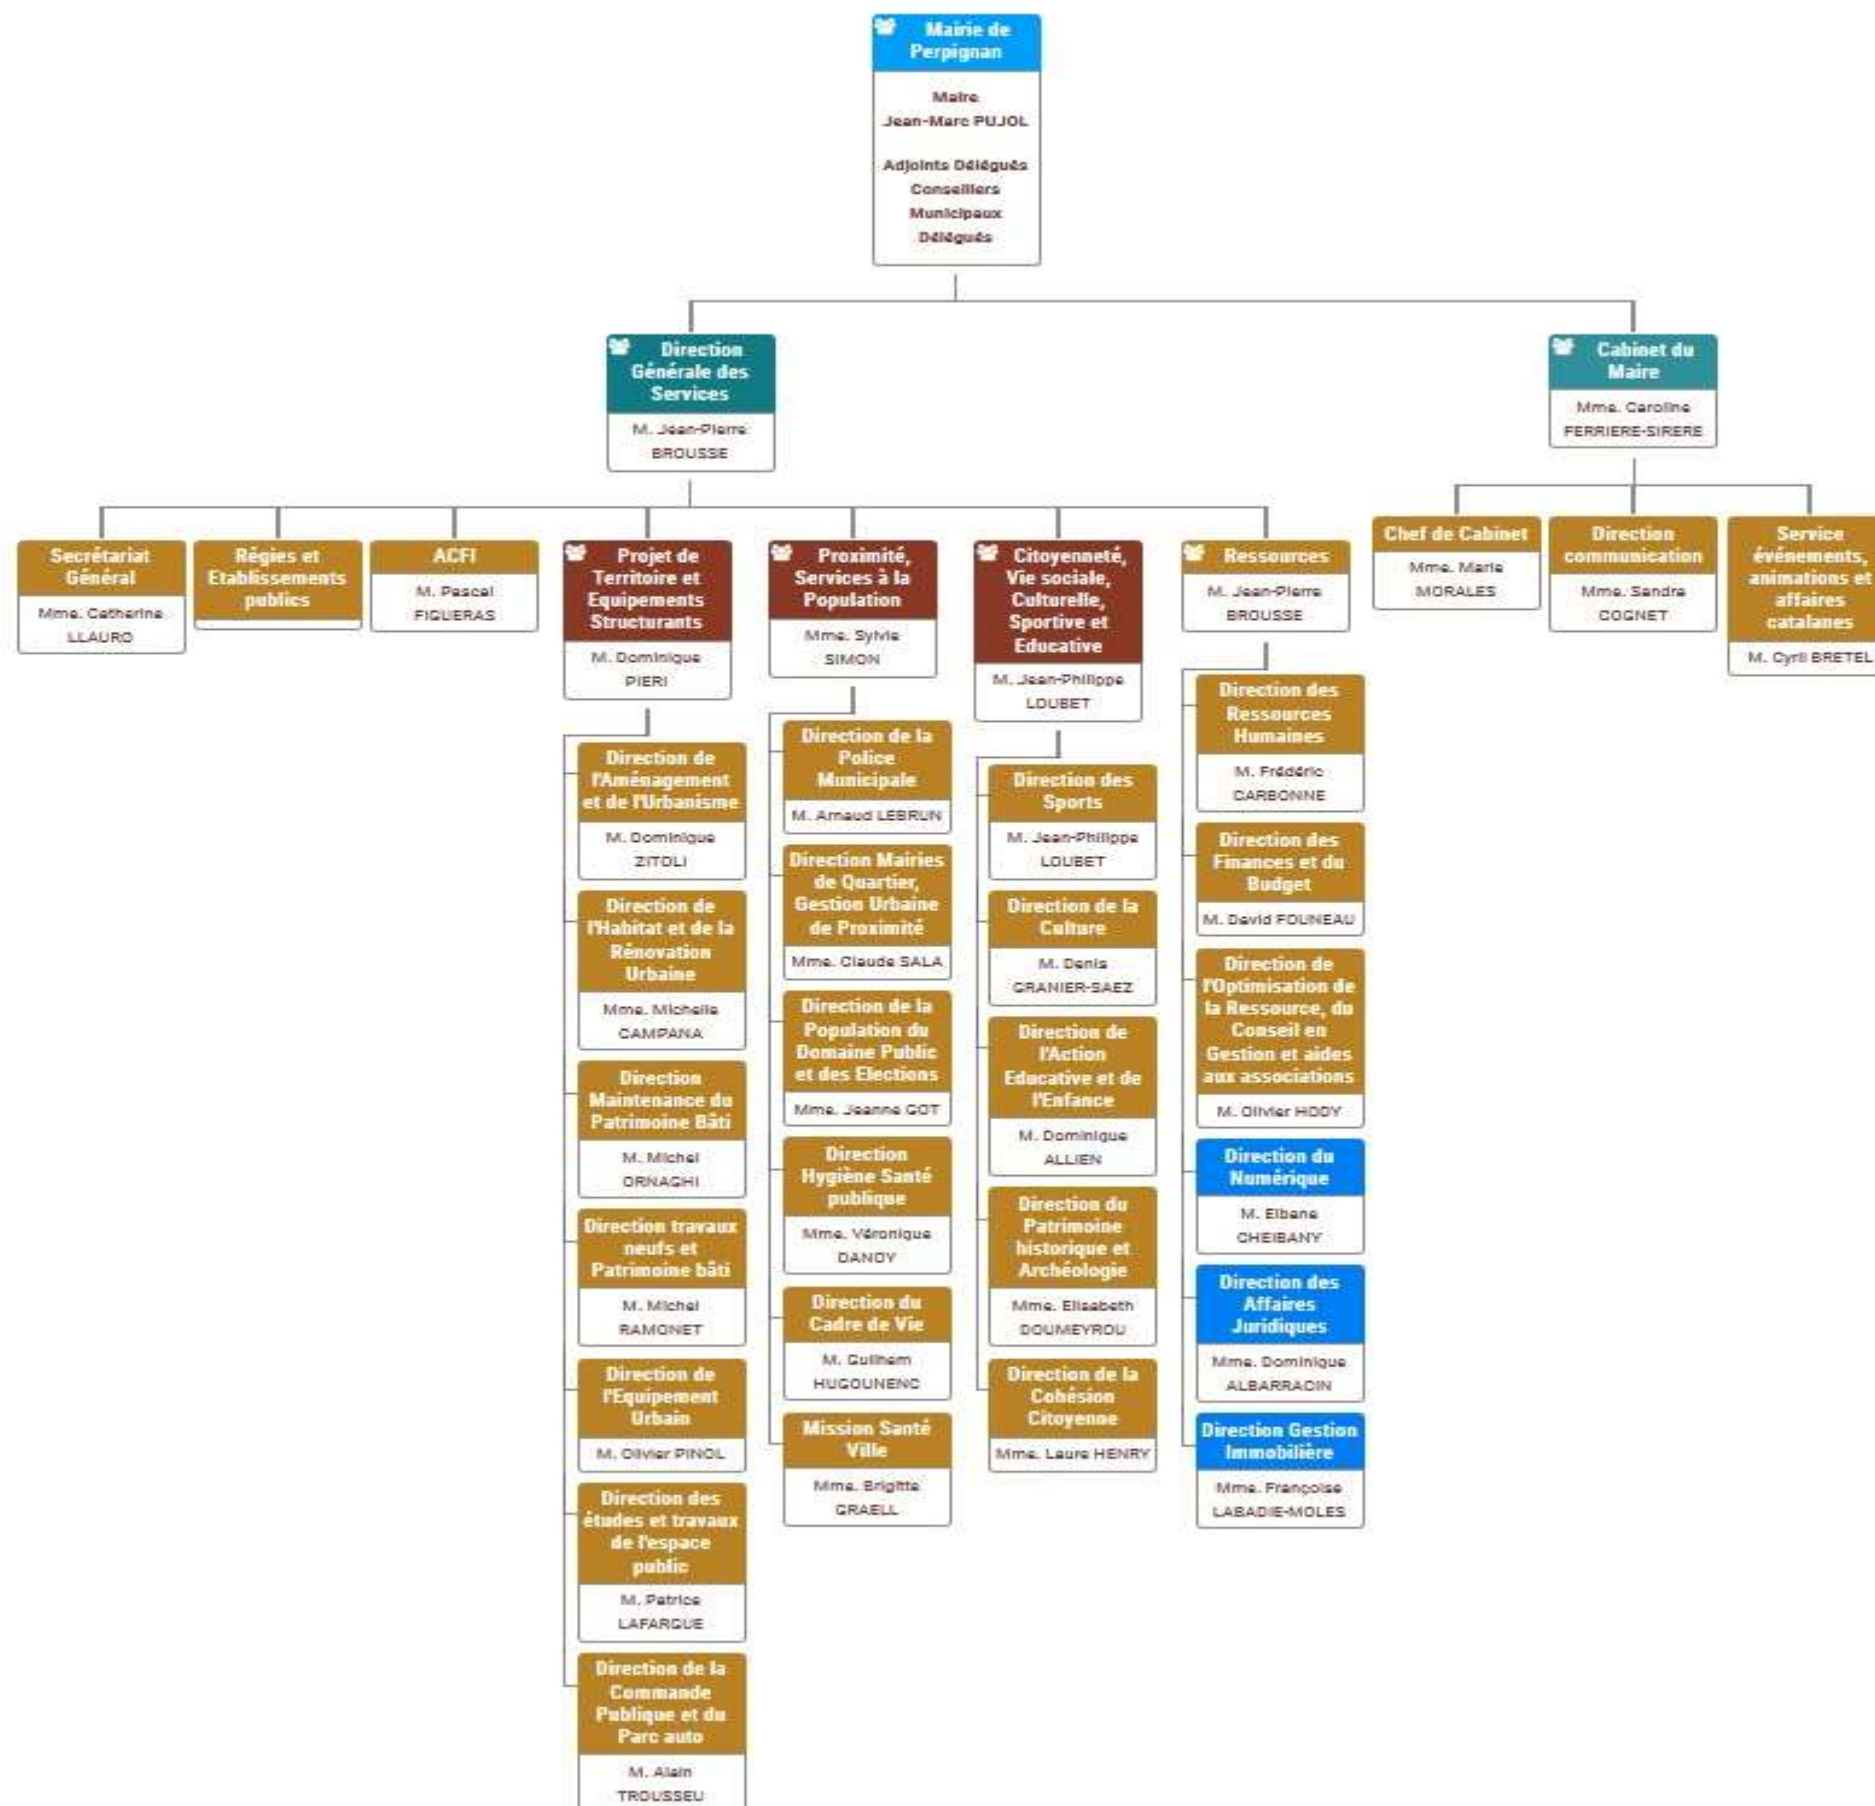 Mairie de
Perpignan
Maire
Jean-Marc PUJOL
Adjoints Délégués
Conseillers
Municipaux
Délégués
Direction
Générale des
Services
M. Jean-Pierre
BROUSSE
Cabinet du
Maire
Mme. Caroline
FERRIERE-SIRERE
Secrétariat
Général
Mme. Catherine
LLAURO
Régies et
Etablissements
publics
ACFI
M. Pascal
FIGUERAS
Projet de
Territoire et
Equipements
Structurants
M. Dominique
PIERI
Direction de
l'Aménagement
et de l'Urbanisme
M. Dominique
ZITOLI
Direction de
l'Habitat et de la
Rénovation
Urbaine
Mme. Michelle
CAMPANA
Direction
Maintenance du
Patrimoine Bâti
M. Michel
ORNAGHI
Direction travaux
neufs et
Patrimoine bâti
M. Michel
RAMONET
Direction de
l'Equipement
Urbain
M. Olivier PINOL
Direction des
études et travaux
de l'espace
public
M. Patrice
LAFARGUE
Direction de la
Commande
Publique et du
Parc auto
M. Alain
TROUSSEU
Proximité,
Services à la
Population
Mme. Sylvie
SIMON
Direction de la
Police
Municipale
M. Arnaud LEBRUN
Direction Mairies
de Quartier,
Gestion Urbaine
de Proximité
Mme. Claude SALA
Direction de la
Population du
Domaine Public
et des Elections
Mme. Jeanne GOT
Direction
Hygiène Santé
publique
Mme. Véronique
DANOY
Direction du
Cadre de Vie
M. Guilhem
HUGOUNENC
Mission Santé
Ville
Mme. Brigitte
GRAELL
Citoyenneté,
Vie sociale,
Culturelle,
Sportive et
Educative
M. Jean-Philippe
LOUBET
Direction des
Sports
M. Jean-Philippe
LOUBET
Direction de la
Culture
M. Denis
GRANIER-SAEZ
Direction de
l'Action
Educative et de
l'Enfance
M. Dominique
ALLIEN
Direction du
Patrimoine
historique et
Archéologie
Mme. Elisabeth
DOUMEYROU
Direction de la
Cohésion
Citoyenne
Mme. Laure HENRY
Ressources
M. Jean-Pierre
BROUSSE
Direction des
Ressources
Humaines
M. Frédéric
CARBONNE
Direction des
Finances et du
Budget
M. David FOUNEAU
Direction de
l'Optimisation de
la Ressource, du
Conseil en
Gestion et aides
aux associations
M. Olivier HODY
Direction du
Numérique
M. Elbane
CHEIBANY
Direction des
Affaires
Juridiques
Mme. Dominique
ALBARRACIN
Direction Gestion
Immobilière
Mme. Françoise
LABADIE-MOLES
Chef de Cabinet
Mme. Marie
MORALES
Direction
communication
Mme. Sandra
COGNET
Service
événements,
animations et
affaires
catalanes
M. Cyril BRETEL